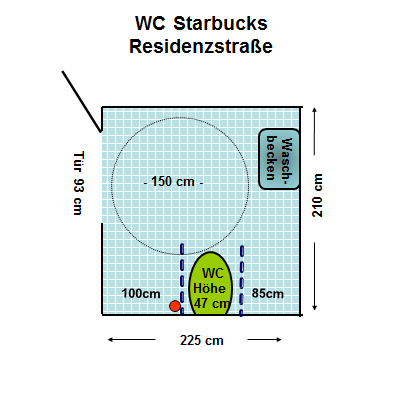 WC Starbucks
Residenzstraße
Wasch-
becken
- 150 cm -
Tür 93 cm
210 cm
WC
Höhe
47 cm
100cm
85cm
225 cm